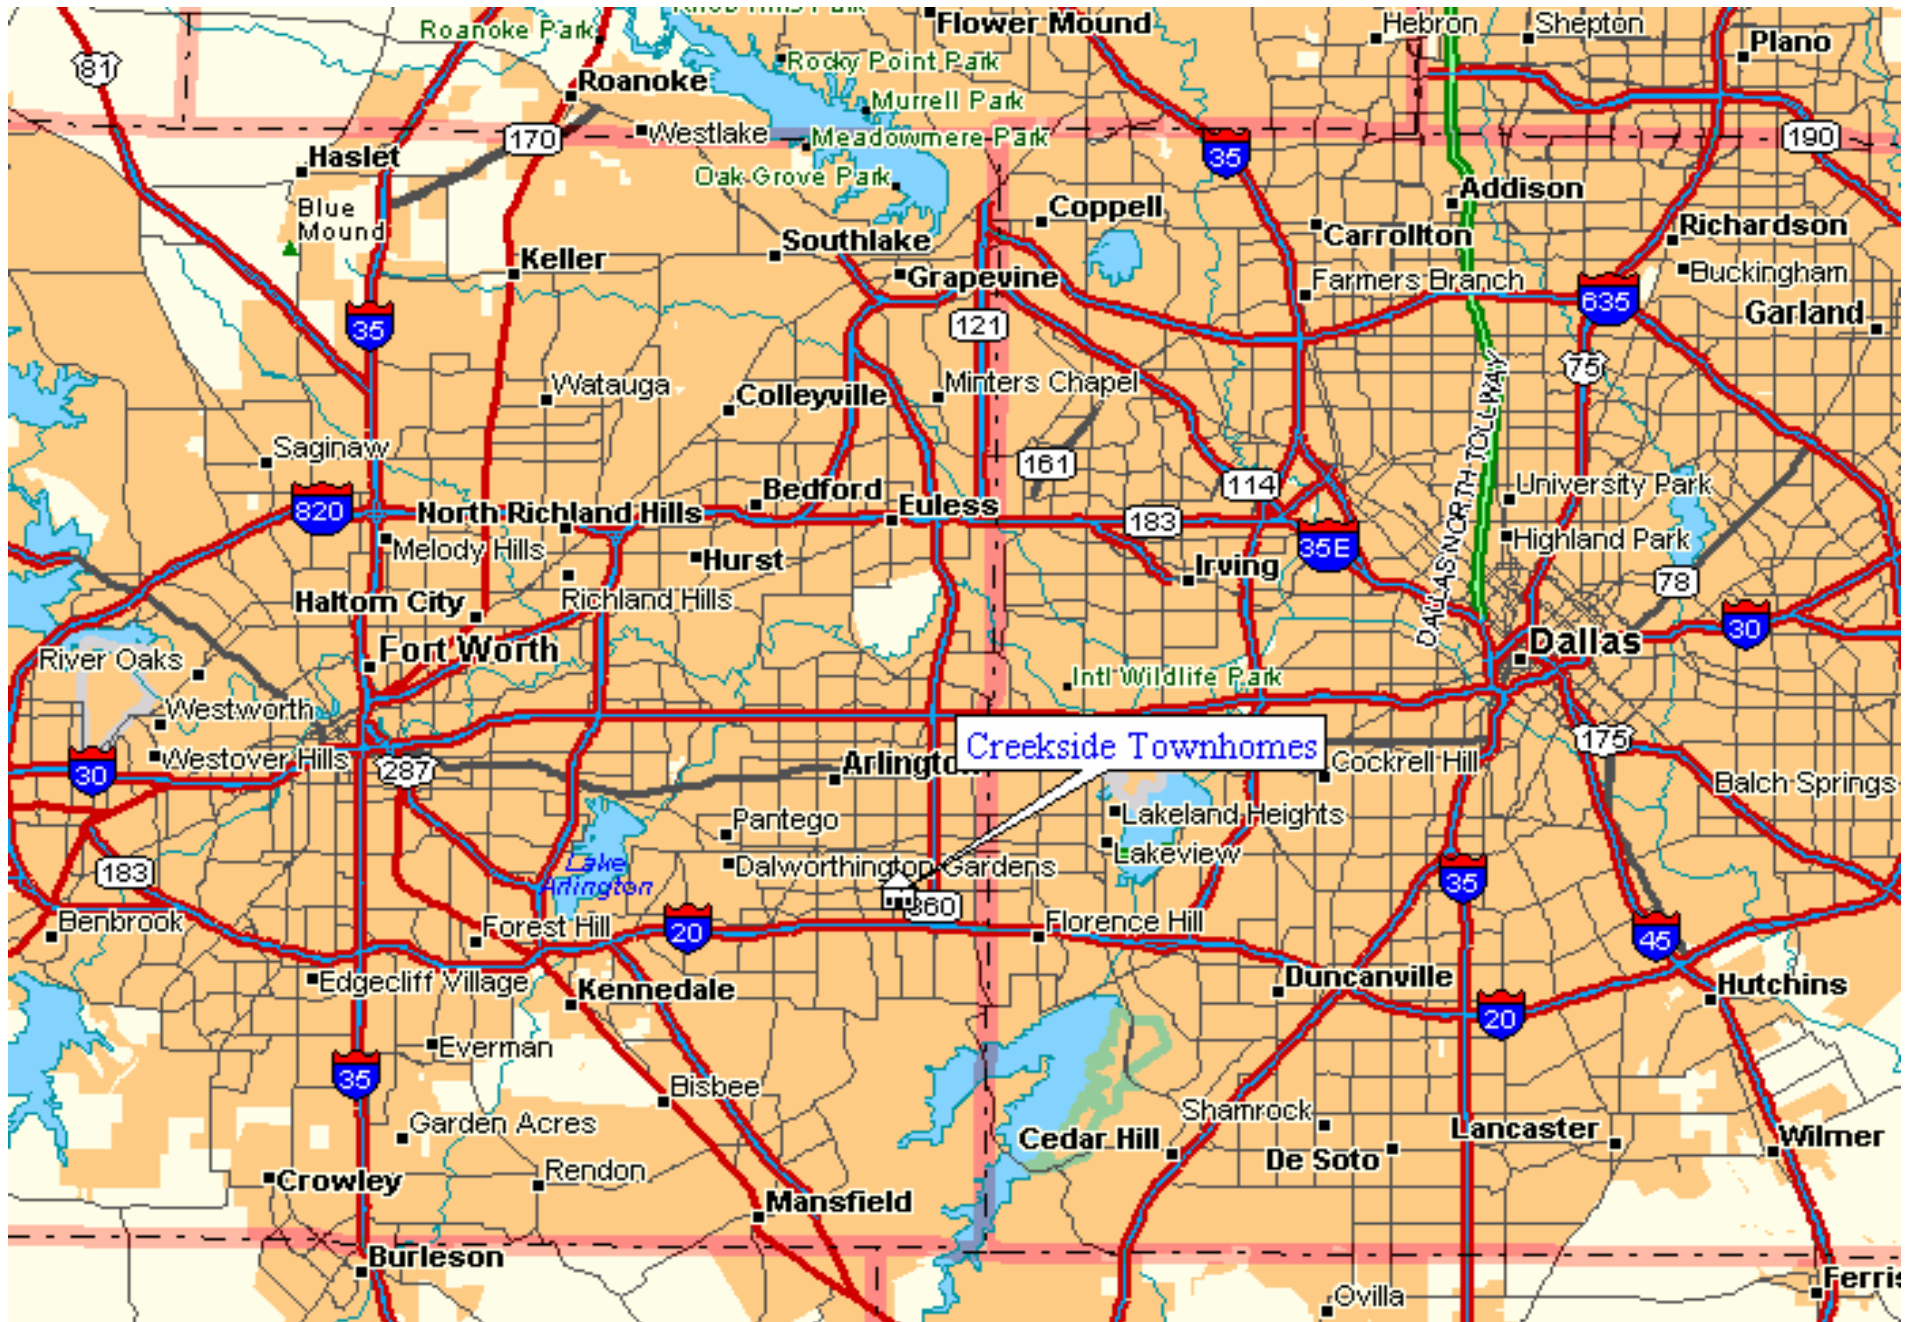 Flower Mound
Hebron
Shepton
Roanoke Park
Plano
81
Rocky Point Park
Roanoke
Murrell Park
170
Westlake
Meadowmere Park
190
Haslet
35
Oak Grove Park
Addison
Blue
Mound
Coppell
Richardson
Southlake
Carrollton
Keller
Grapevine
Farmers Branch
Buckingham
635
Garland
35
121
75
Watauga
Colleyville
Minters Chapel
DALLAS NORTH TOLLWAY
Saginaw
161
114
Bedford
University Park
820
North Richland Hills
Euless
183
Melody Hills
Hurst
35E
Highland Park
Irving
78
Haltom City
Richland Hills
30
Fort Worth
Dallas
River Oaks
Intl Wildlife Park
Westworth
175
Creekside Townhomes
Westover Hills
287
Arlington
Cockrell Hill
30
Balch Springs
Pantego
Lakeland Heights
Lake
Arlington
Dalworthington Gardens
Lakeview
183
35
360
Benbrook
Forest Hill
20
Florence Hill
45
Edgecliff Village
Kennedale
Duncanville
Hutchins
20
Everman
35
Bisbee
Garden Acres
Shamrock
Cedar Hill
Lancaster
Wilmer
De Soto
Crowley
Rendon
Mansfield
Burleson
Ferris
Ovilla